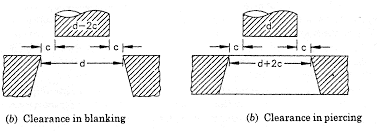 d−2c
d
c
c
c
c
d
d+2c
(b) Clearance in blanking
(b) Clearance in piercing